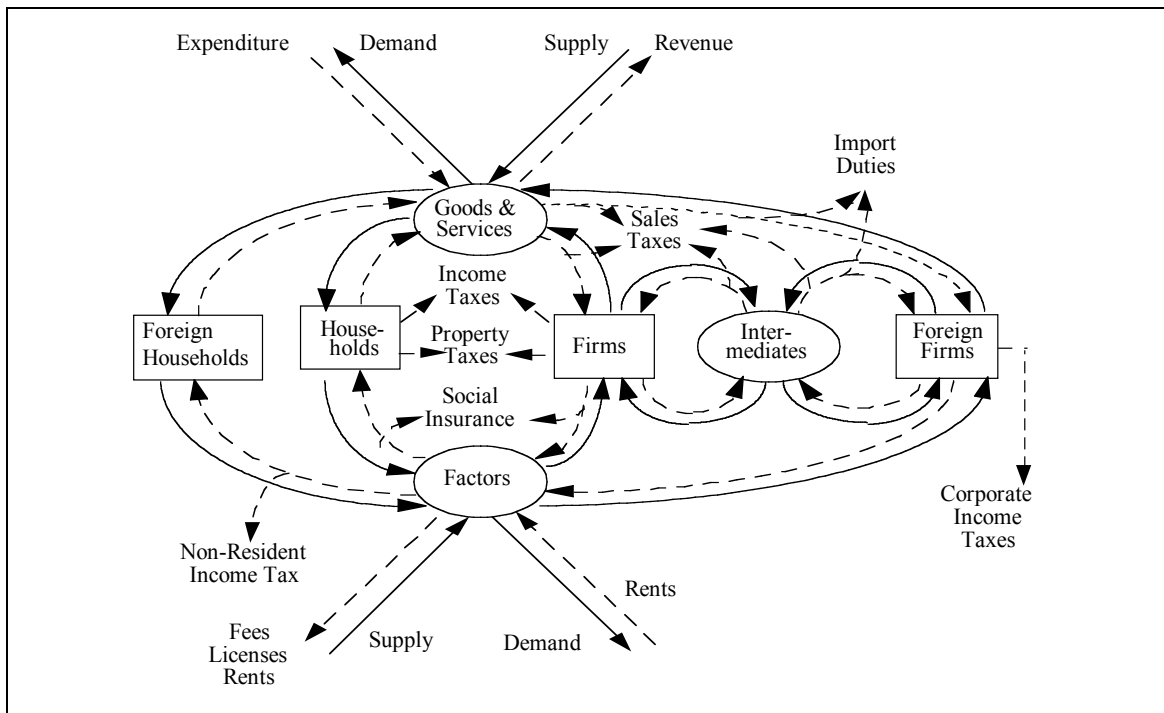 Expenditure
Demand
Supply
Revenue
Import
Duties
Goods &
Services
Sales
Taxes
Income
Taxes
Foreign
Households
House-
holds
Property
Taxes
Firms
Inter-
mediates
Foreign
Firms
Social
Insurance
Factors
Corporate
Income
Taxes
Non-Resident
Income Tax
Rents
Fees
Licenses
Rents
Supply
Demand